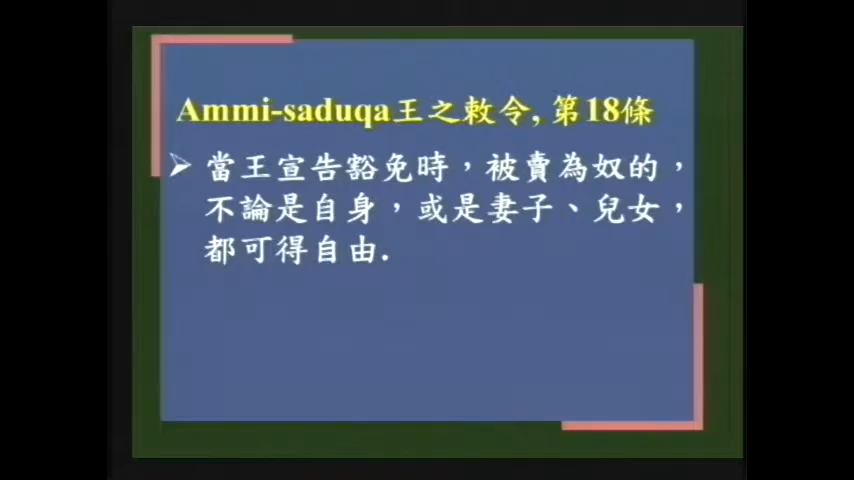 Ammi-saduqa王之敕令, 第18條
當王宣告豁免時，被賣為奴的，
不論是自身，或是妻子、兒女，
都可得自由.